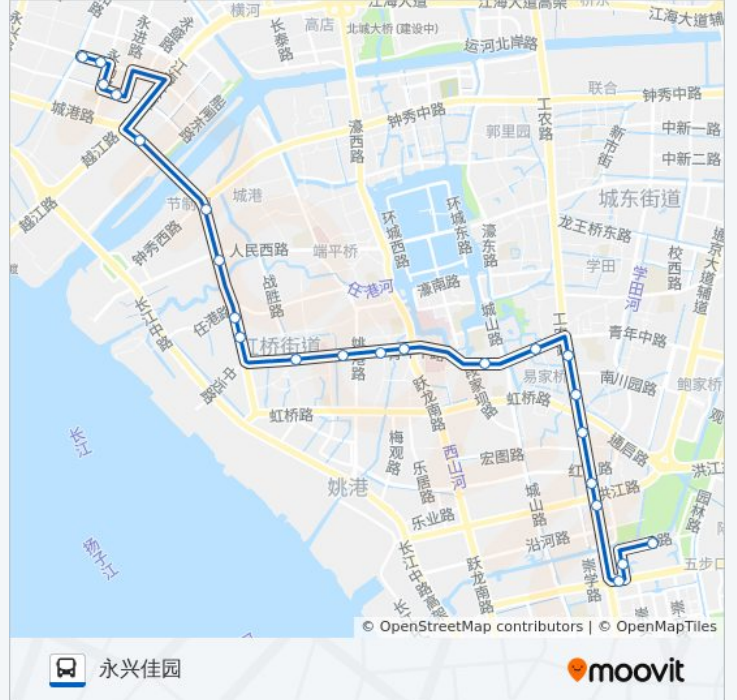 江海大道
江海大道高架
横河
高店
北城大桥 (建设中)
江海大道辅
长泰路
永进路
运河北岸路
联合
钟秀中路
城港路
钟秀中路
工农路
濠西路
郭里园
新市街
中新一路
中新二路
越江路
节制
城港
城东街道
越江路
环城西路
环城东路
濠东路
龙王桥东路
钟秀西路
人民西路
端平桥
校西路
学田
学田河
任港河
濠南路
战胜路
长江中路
任港路
城山路
青年中路
虹桥街道
易家桥
南川园路
鲍家桥
虹桥路
虹桥路
跃龙南路
段家坝路
通启路
长江
梅观路
西山河
宏图路
洪江
乐居路
姚港
城山路
洪江路
园林路
乐业路
沿河路
扬子江
长江中路
跃龙南路
崇学路
五步口
© OpenStreetMap contributors | © OpenMapTiles
永兴佳园
moovit